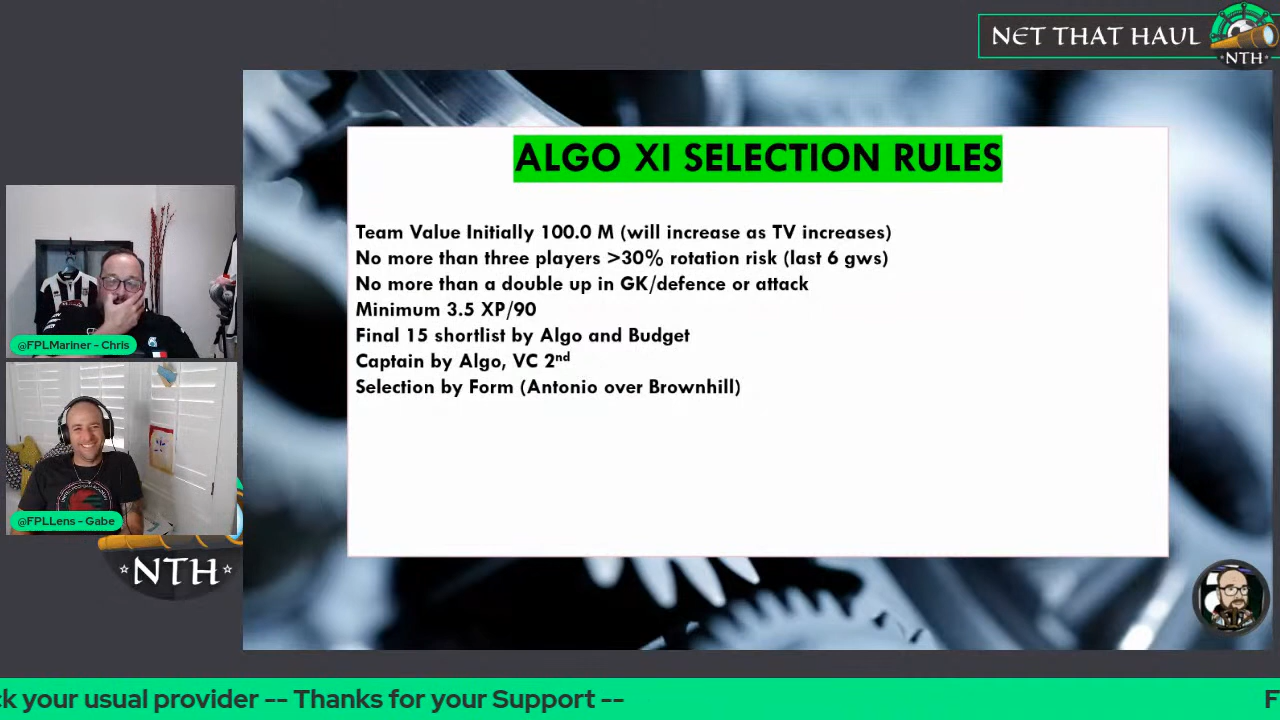 NET THAT HAUL
NTH
ALGO XI SELECTION RULES
Team Value Initially 100.0 M (will increase as TV increases)
No more than three players >30% rotation risk (last 6 gws)
No more than a double up in GK/defence or attack
Minimum 3.5 XP/90
Final 15 shortlist by Algo and Budget
Captain by Algo, VC 2nd
Selection by Form (Antonio over Brownhill)
@FPLMariner - Chris
@FPLLens - Gabe
NTH
ck your usual provider -- Thanks for your Support -- F